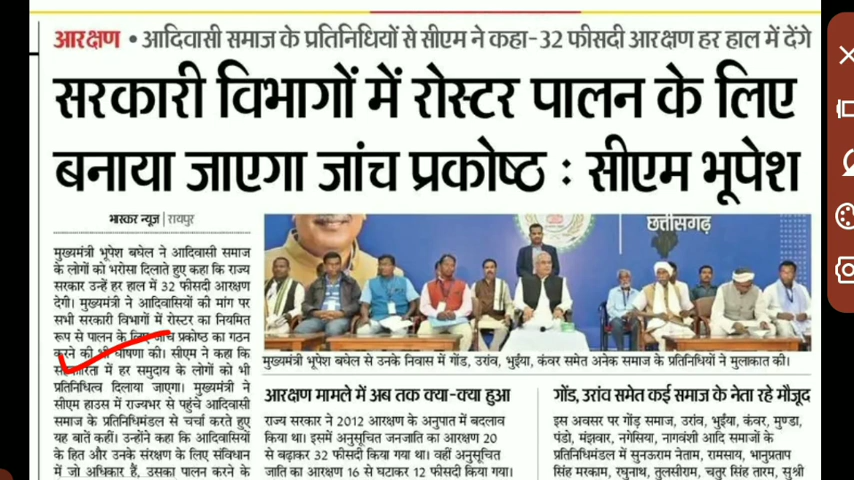 आरक्षण • आदिवासी समाज के प्रतिनिधियों से सीएम ने कहा-32 फीसदी आरक्षण हर हाल में देंगे
सरकारी विभागों में रोस्टर पालन के लिए
बनाया जाएगा जांच प्रकोष्ठ : सीएम भूपेश
भास्कर न्यूज | रायपुर
मुख्यमंत्री भूपेश बघेल ने आदिवासी समाज
के लोगों को भरोसा दिलाते हुए कहा कि राज्य
सरकार उन्हें हर हाल में 32 फीसदी आरक्षण
देगी। मुख्यमंत्री ने आदिवासियों की मांग पर
सभी सरकारी विभागों में रोस्टर का नियमित
रूप से पालन के लिए जांच प्रकोष्ठ का गठन
करने की भी घोषणा की। सीएम ने कहा कि
में हर समुदाय के लोगों को भी
प्रतिनिधित्व दिलाया जाएगा। मुख्यमंत्री ने
सीएम हाउस में राज्यभर से पहुंचे आदिवासी
समाज के प्रतिनिधिमंडल से चर्चा करते हुए
यह बातें कहीं। उन्होंने कहा कि आदिवासियों
के हित और उनके संरक्षण के लिए संविधान
में जो अधिकार हैं, उसका पालन करने के
छत्तीसगढ़
मुख्यमंत्री भूपेश बघेल से उनके निवास में गोंड, उरांव, भुईंया, कंवर समेत अनेक समाज के प्रतिनिधियों ने मुलाकात की।
आरक्षण मामले में अब तक क्या-क्या हुआ
राज्य सरकार ने 2012 आरक्षण के अनुपात में बदलाव
किया था। इसमें अनुसूचित जनजाति का आरक्षण 20
से बढ़ाकर 32 फीसदी किया गया था। वहीं अनुसूचित
जाति का आरक्षण 16 से घटाकर 12 फीसदी किया गया।
गोंड, उरांव समेत कई समाज के नेता रहे मौजूद
इस अवसर पर गोंड़ समाज, उरांव, भुईंया, कंवर, मुण्डा,
पंडो, मंझवार, नगेसिया, नागवंशी आदि समाजों के
प्रतिनिधिमंडल में सुनऊराम नेताम, रामसाय, भानुप्रताप
सिंह मरकाम, रघुनाथ, तुलसीराम, चतुर सिंह तारम, सुश्री